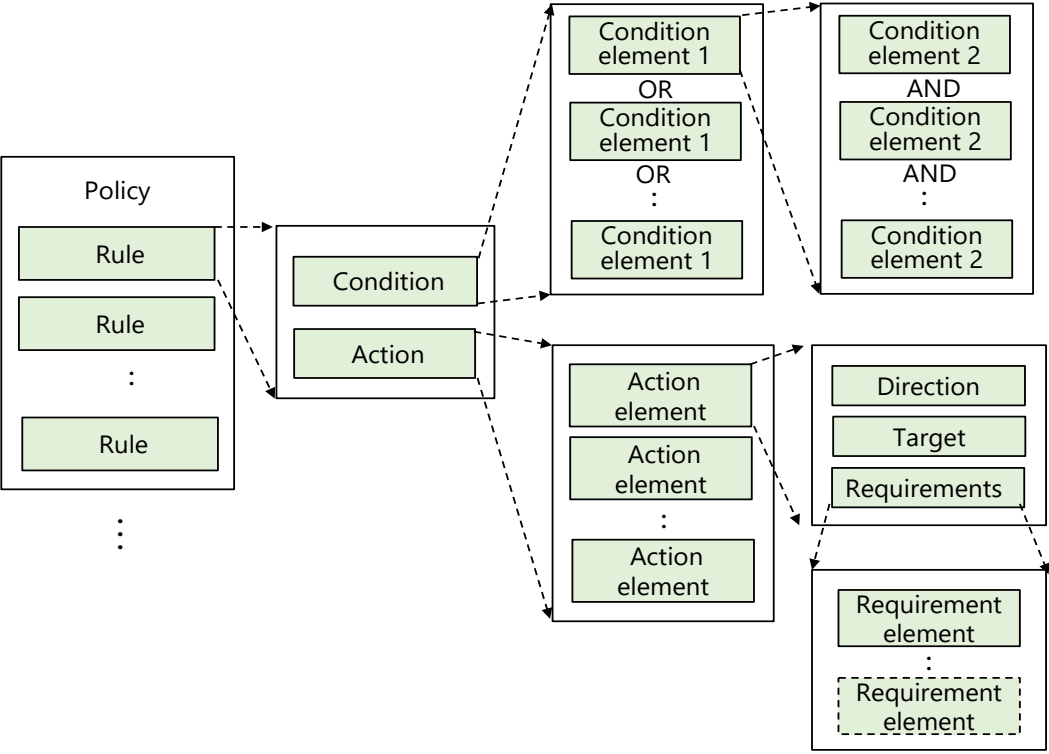 Policy
Rule
Rule
:
Rule
⋮
Condition
Action
Condition
element 1
OR
Condition
element 1
OR
:
Condition
element 1
Condition
element 2
AND
Condition
element 2
AND
:
Condition
element 2
Action
element
Action
element
:
Action
element
Direction
Target
Requirements
Requirement
element
:
Requirement
element